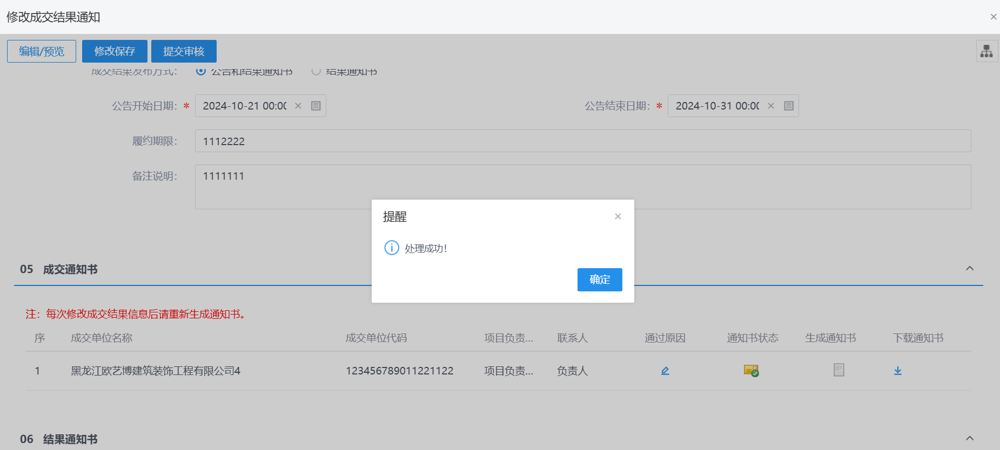 修改成交结果通知
编辑/预览 修改保存 提交审核
成交结果发布方式： 公告和结果通知书 结果通知书
公告开始日期： * 2024-10-21 00:00 公告结束日期： * 2024-10-31 00:00
履约期限： 1112222
备注说明： 1111111
提醒
处理成功！
确定
05 成交通知书
注：每次修改成交结果信息后请重新生成通知书。
序 成交单位名称 成交单位代码 项目负责... 联系人 通过原因 通知书状态 生成通知书 下载通知书
1 黑龙江欧艺博建筑装饰工程有限公司4 123456789011221122 项目负责... 负责人
06 结果通知书